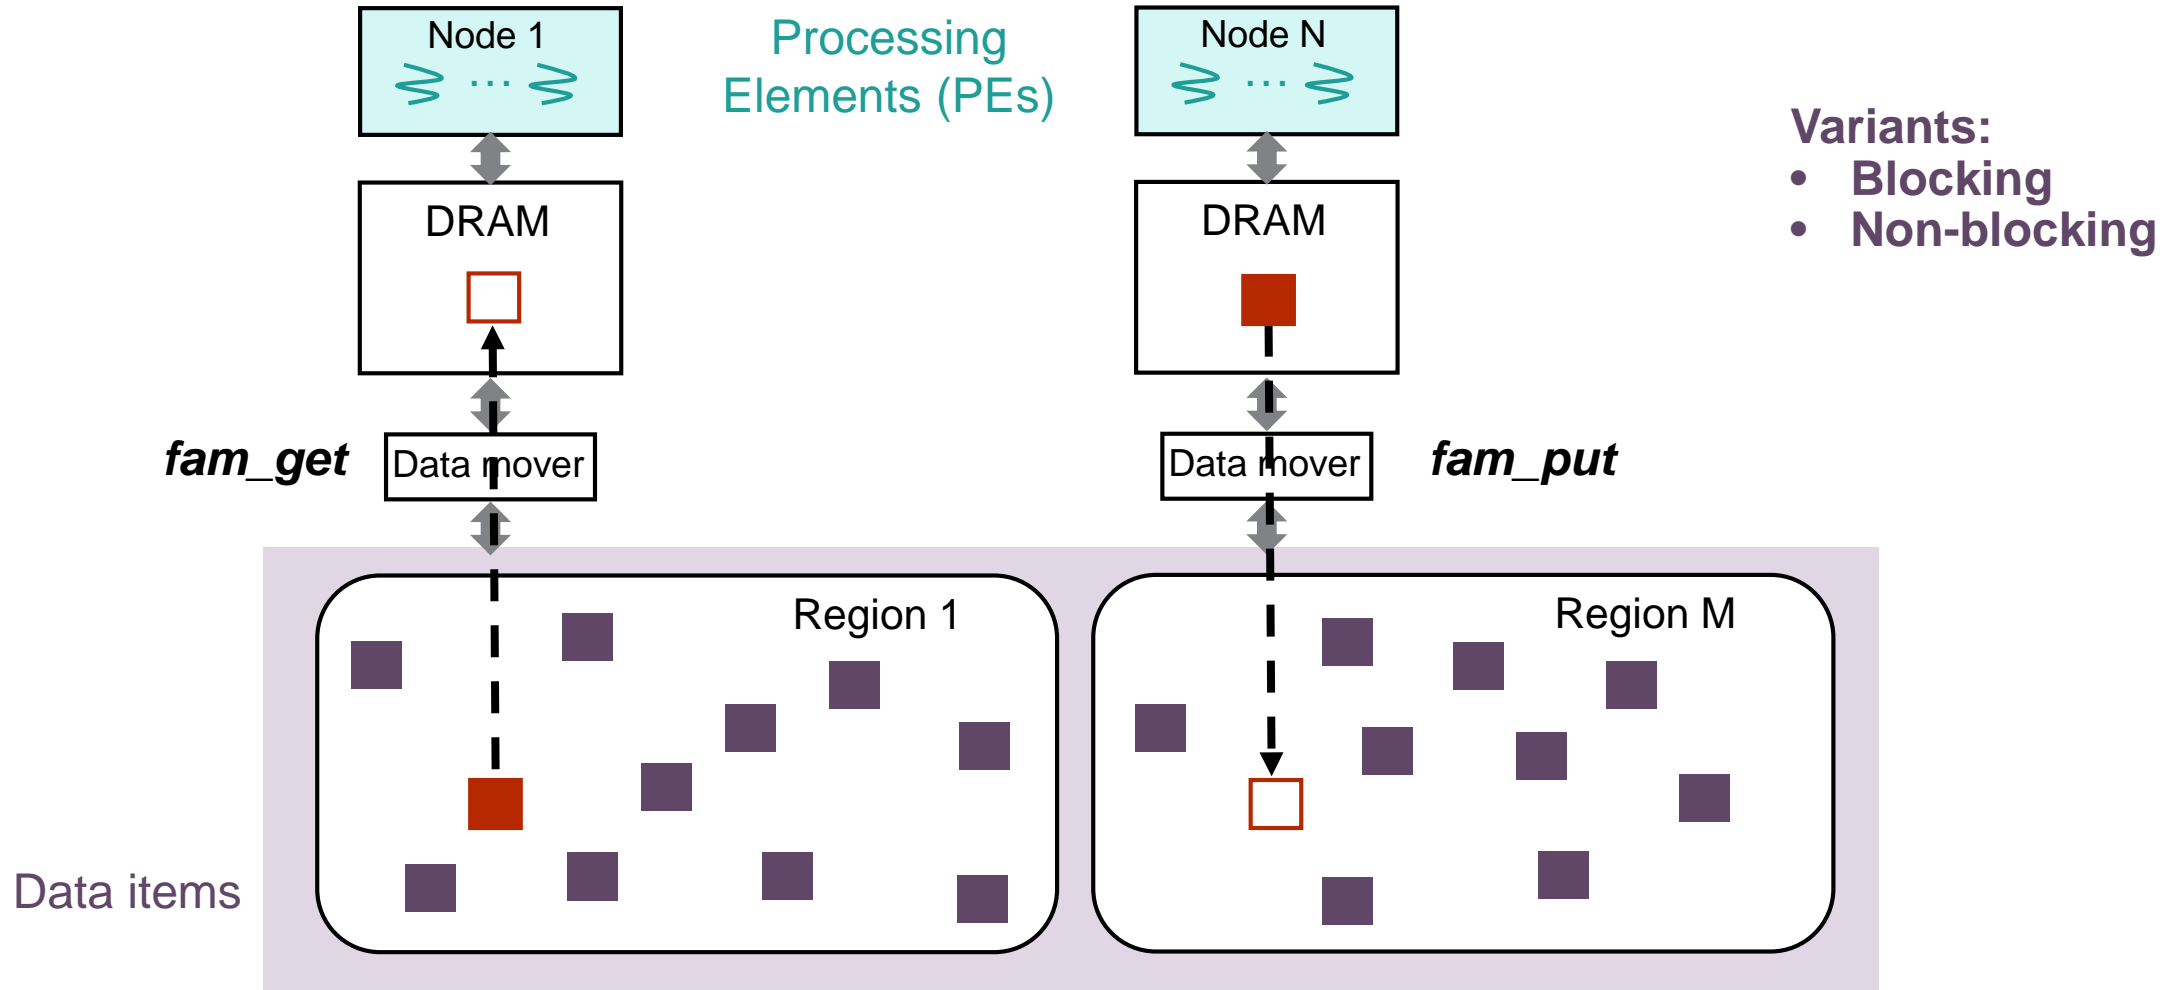 Node 1
...
Processing
Elements (PEs)
Node N
...
Variants:
• Blocking
• Non-blocking
DRAM
DRAM
fam_get
Data mover
Data mover
fam_put
Region 1
Region M
Data items